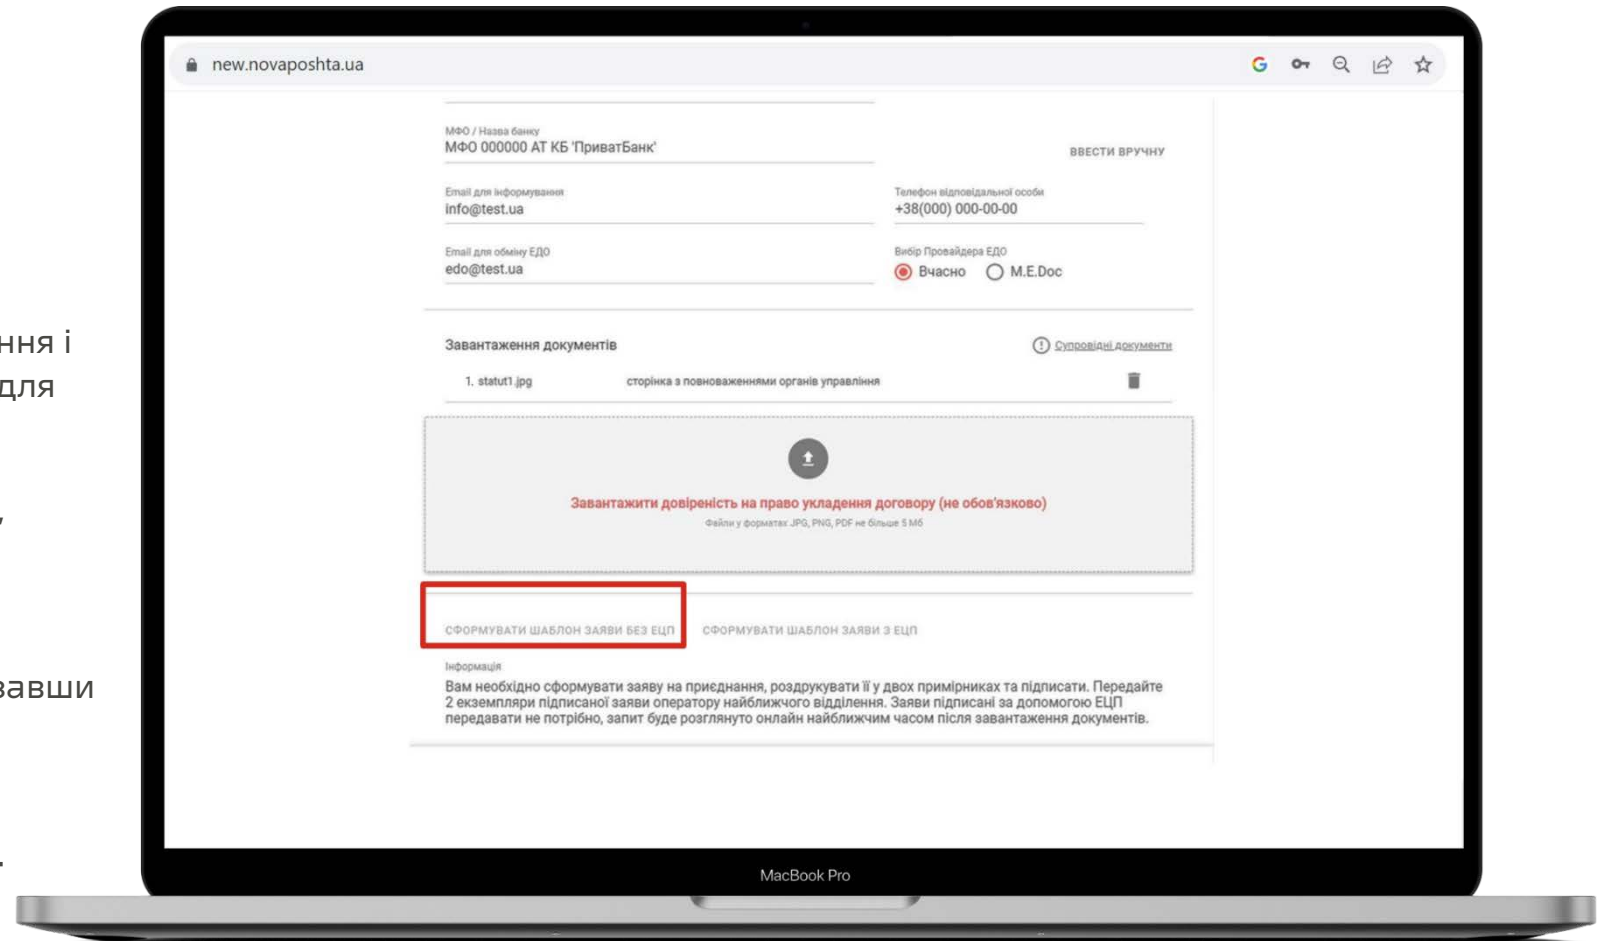 new.novaposhta.ua
МФО / Назва банку
МФО 000000 АТ КБ 'ПриватБанк'
ВВЕСТИ ВРУЧНУ
Email для інформування
info@test.ua
Телефон відповідальної особи
+38(000) 000-00-00
Email для обміну ЕДО
edo@test.ua
Вибір Провайдера ЕДО
Вчасно M.E.Doc
ння і
для
,
завши
.
Завантаження документів
Супровідні документи
1. statut1.jpg сторінка з повноваженнями органів управління
Завантажити довіреність на право укладення договору (не обов'язково)
Файли у форматах JPG, PNG, PDF не більше 5 Мб
СФОРМУВАТИ ШАБЛОН ЗАЯВИ БЕЗ ЕЦП СФОРМУВАТИ ШАБЛОН ЗАЯВИ З ЕЦП
Інформація
Вам необхідно сформувати заяву на приєднання, роздрукувати її у двох примірниках та підписати. Передайте
2 екземпляри підписаної заяви оператору найближчого відділення. Заяви підписані за допомогою ЕЦП
передавати не потрібно, запит буде розглянуто онлайн найближчим часом після завантаження документів.
MacBook Pro